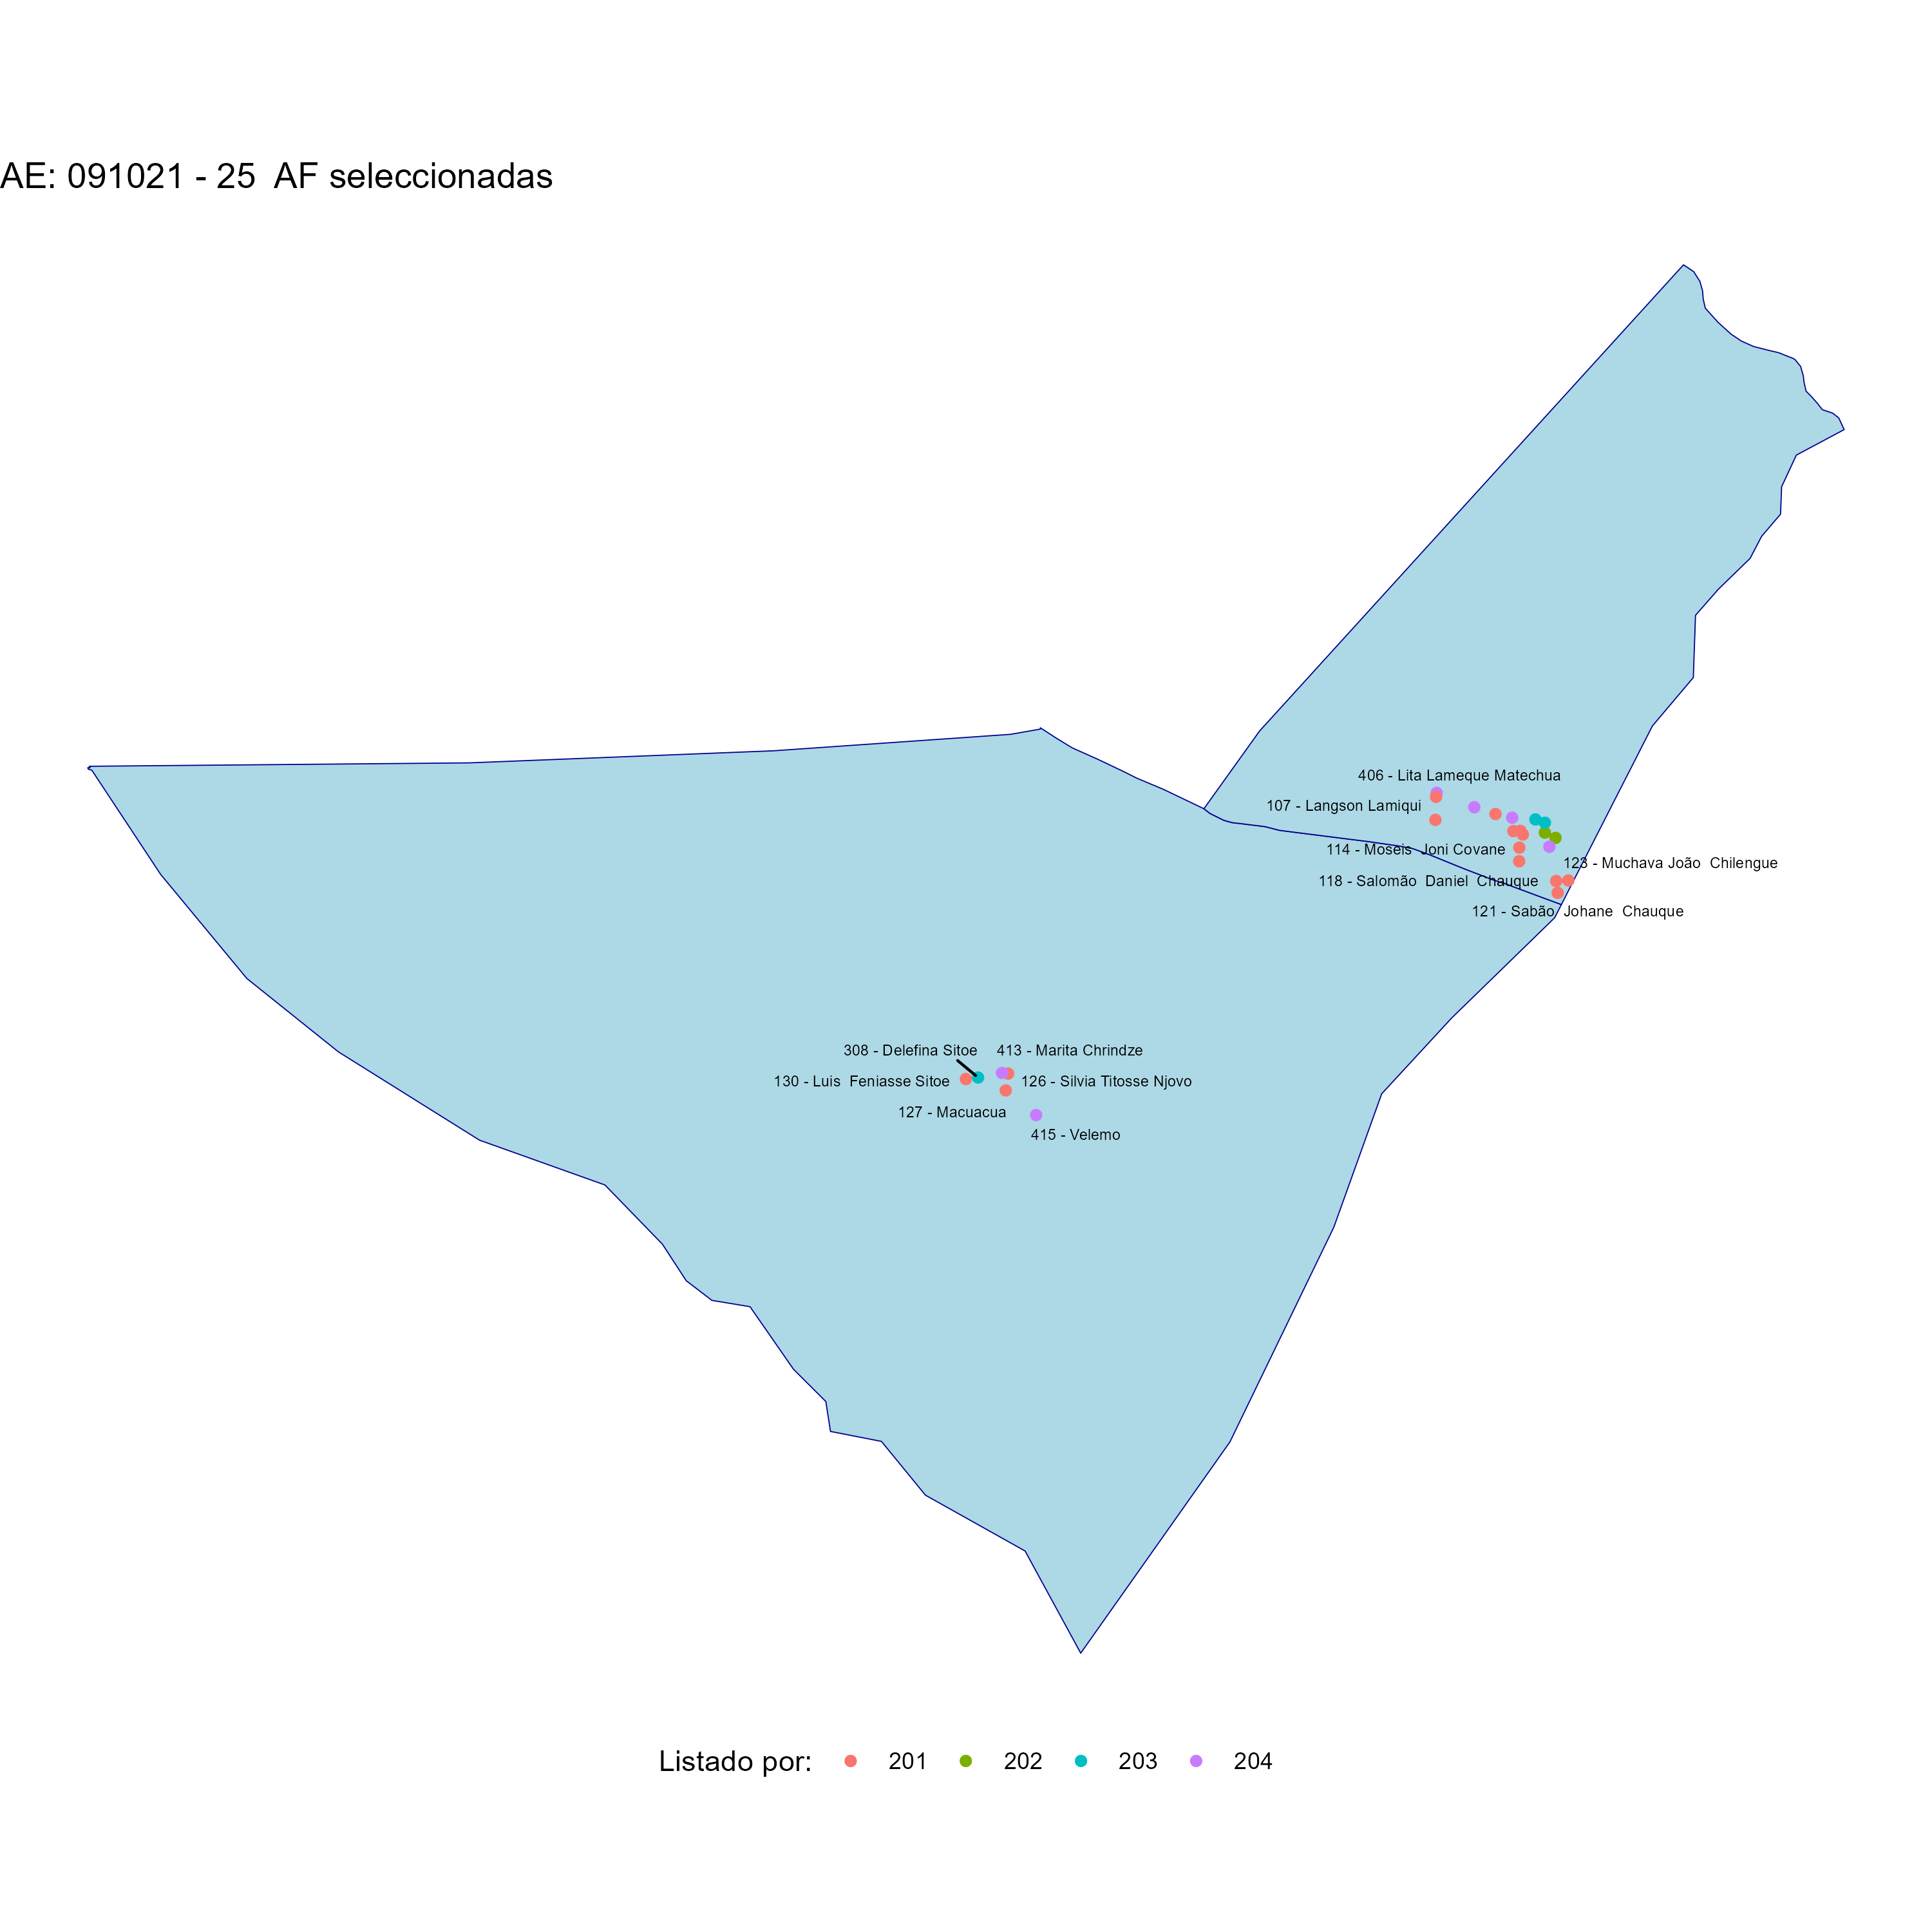 AE: 091021 - 25  AF seleccionadas
406 - Lita Lameque Matechua
107 - Langson Lamiqui
114 - Moseis  Joni Covane
123 - Muchava João  Chilengue
118 - Salomão  Daniel  Chauque
121 - Sabão  Johane  Chauque
308 - Delefina Sitoe
413 - Marita Chrindze
130 - Luis  Feniasse Sitoe
126 - Silvia Titosse Njovo
127 - Macuacua
415 - Velemo
Listado por: 201 202 203 204